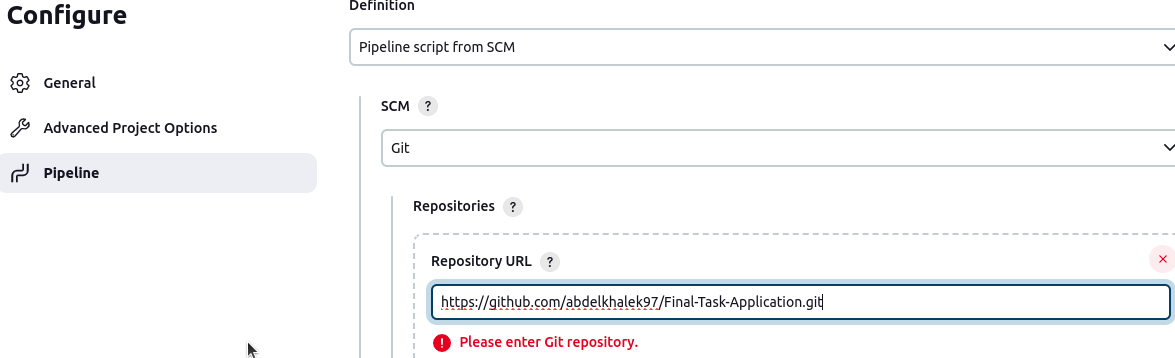 Configure
General
Advanced Project Options
Pipeline
Definition
Pipeline script from SCM
SCM ?
Git
Repositories ?
Repository URL ?
https://github.com/abdelkhalek97/Final-Task-Application.git
Please enter Git repository.